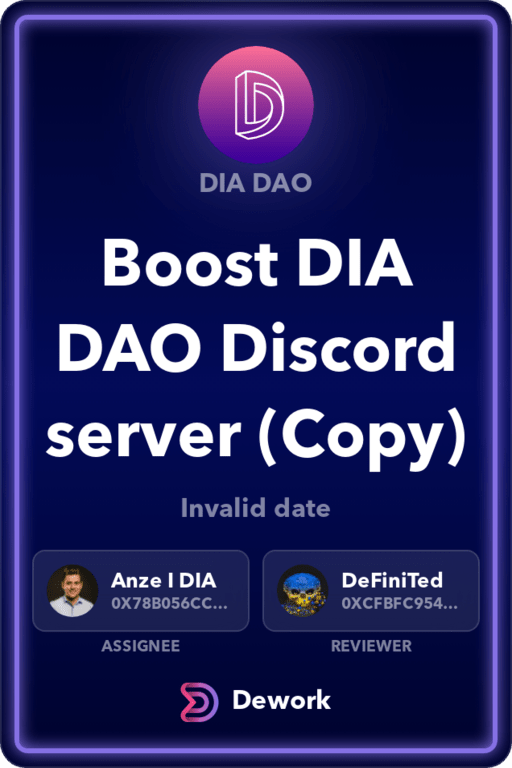 DIA DAO
Boost DIA
DAO Discord
server (Copy)
Invalid date
Anze I DIA
0X78B056CC...
ASSIGNEE
DeFiniTed
0XCFBFC954...
REVIEWER
Dework